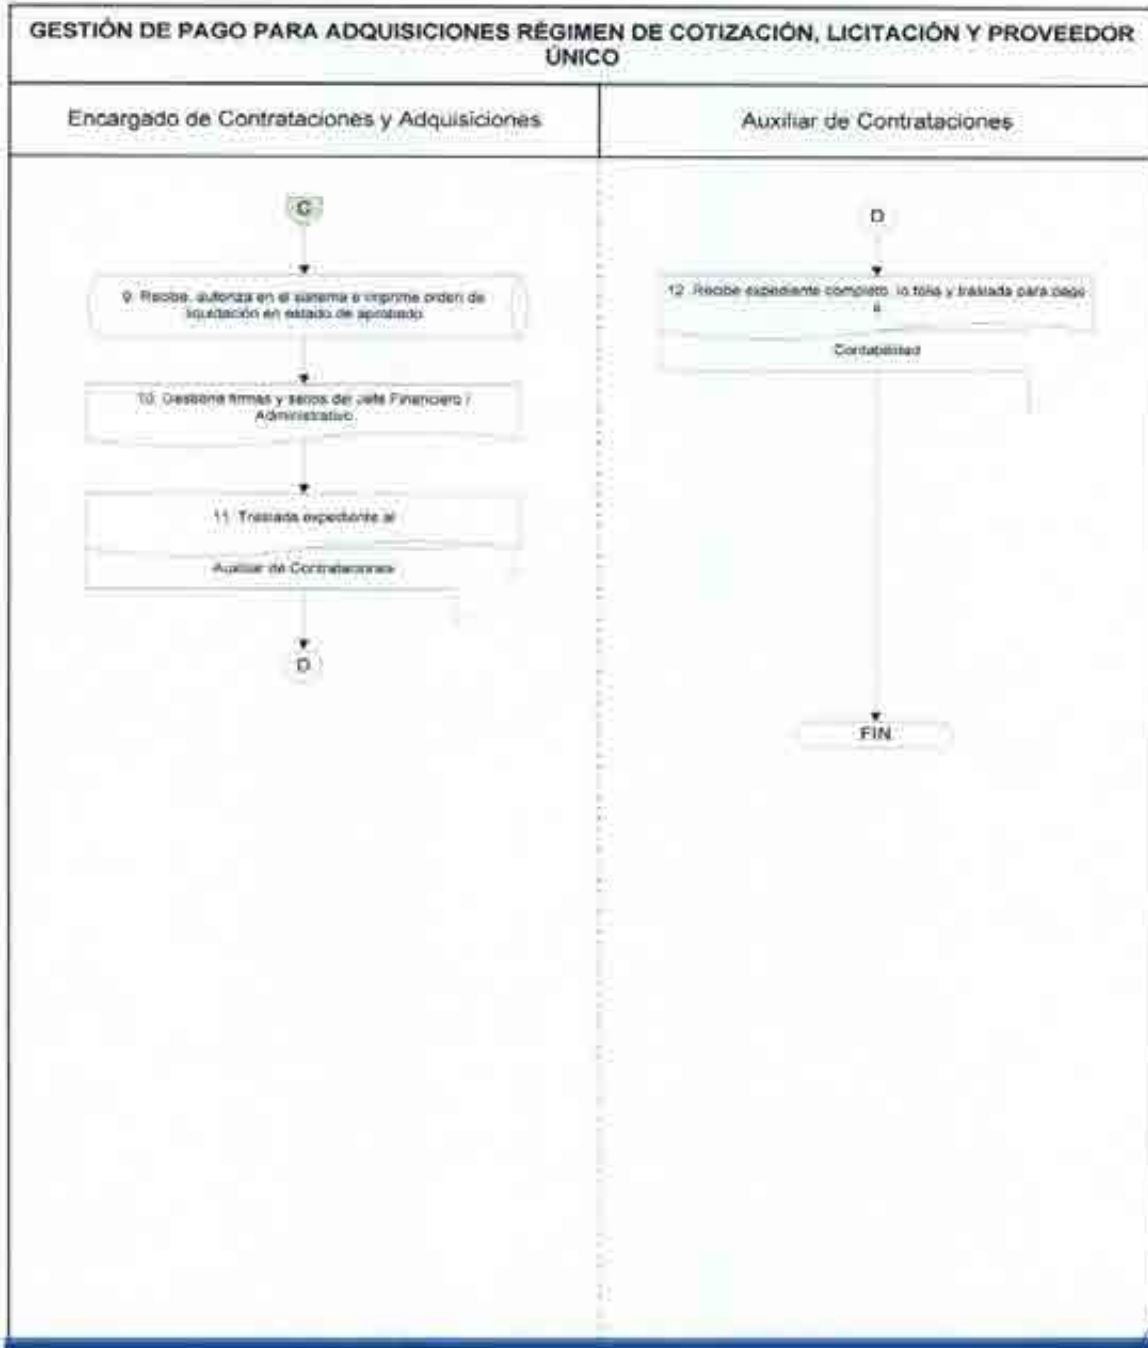 GESTIÓN DE PAGO PARA ADQUISICIONES RÉGIMEN DE COTIZACIÓN, LICITACIÓN Y PROVEEDOR
ÚNICO
Encargado de Contrataciones y Adquisiciones
Auxiliar de Contrataciones
C
9. Recibe, autoriza en el sistema e imprime orden de
liquidación en estado de aprobado
10. Gestiona firmas y sellos del Jefe Financiero /
Administrativo
11. Traslada expediente al
Auxiliar de Contrataciones
D
D
12. Recibe expediente completo, lo folia y traslada para pago
a
Contabilidad
FIN